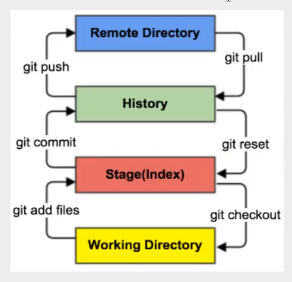 Remote Directory
git push
git pull
History
git commit
git reset
Stage(Index)
git add files
git checkout
Working Directory